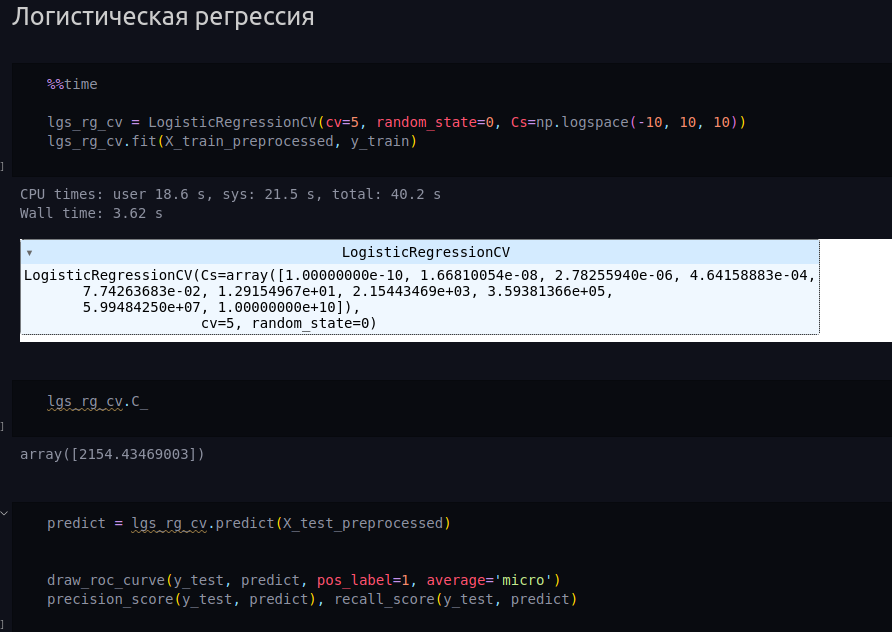 Логистическая регрессия
%%time
lgs_rg_cv = LogisticRegressionCV(cv=5, random_state=0, Cs=np.logspace(-10, 10, 10))
lgs_rg_cv.fit(X_train_preprocessed, y_train)
]
CPU times: user 18.6 s, sys: 21.5 s, total: 40.2 s
Wall time: 3.62 s
▾ LogisticRegressionCV
LogisticRegressionCV(Cs=array([1.00000000e-10, 1.66810054e-08, 2.78255940e-06, 4.64158883e-04,
7.74263683e-02, 1.29154967e+01, 2.15443469e+03, 3.59381366e+05,
5.99484250e+07, 1.00000000e+10]),
cv=5, random_state=0)
lgs_rg_cv.C_
]
array([2154.43469003])
predict = lgs_rg_cv.predict(X_test_preprocessed)
draw_roc_curve(y_test, predict, pos_label=1, average='micro')
precision_score(y_test, predict), recall_score(y_test, predict)
]